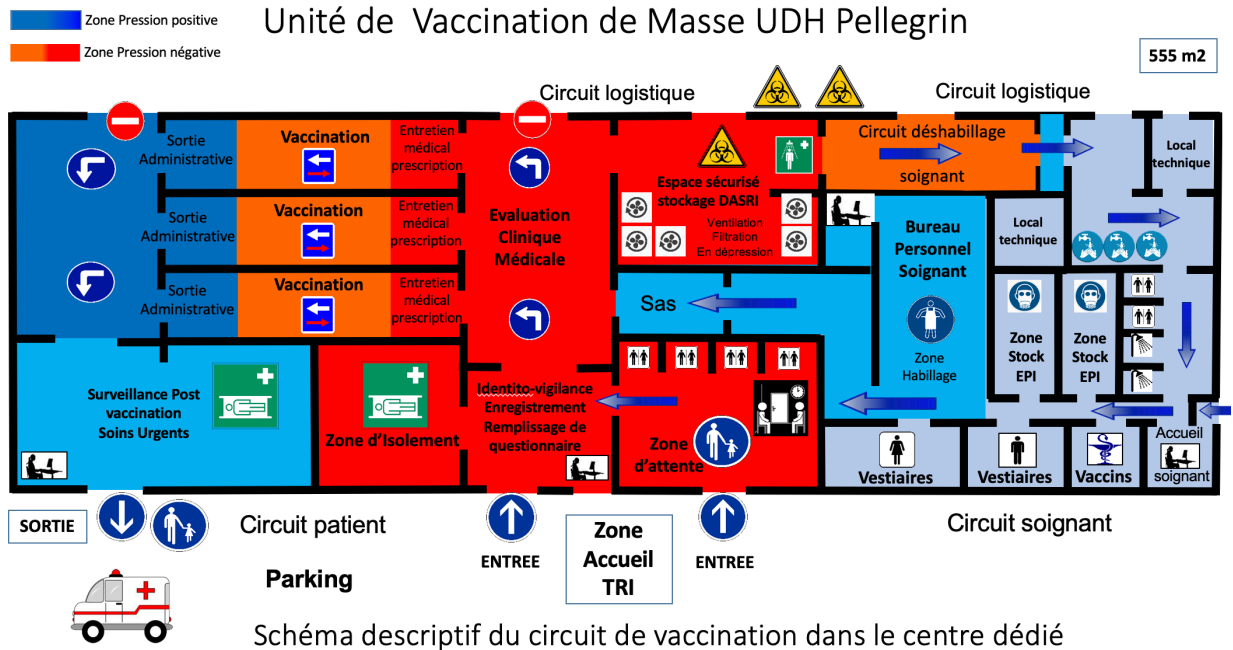 Zone Pression positive
Zone Pression négative
Unité de Vaccination de Masse UDH Pellegrin
555 m2
Circuit logistique
Circuit logistique
Sortie
Administrative
Vaccination
Entretien
médical
prescription
Sortie
Administrative
Vaccination
Entretien
médical
prescription
Sortie
Administrative
Vaccination
Entretien
médical
prescription
Evaluation
Clinique
Médicale
Espace sécurisé
stockage DASRI
Ventilation
Filtration
En dépression
Circuit déshabillage
soignant
Local
technique
Bureau
Personnel
Soignant
Local
technique
Sas
Zone
Habillage
Zone
Stock
EPI
Zone
Stock
EPI
Surveillance Post
vaccination
Soins Urgents
Zone d'Isolement
Identito-vigilance
Enregistrement
Remplissage de
questionnaire
Zone
d'attente
Vestiaires
Vestiaires
Vaccins
Accueil
soignant
SORTIE
Circuit patient
ENTREE
Zone
Accueil
TRI
ENTREE
Circuit soignant
Parking
Schéma descriptif du circuit de vaccination dans le centre dédié